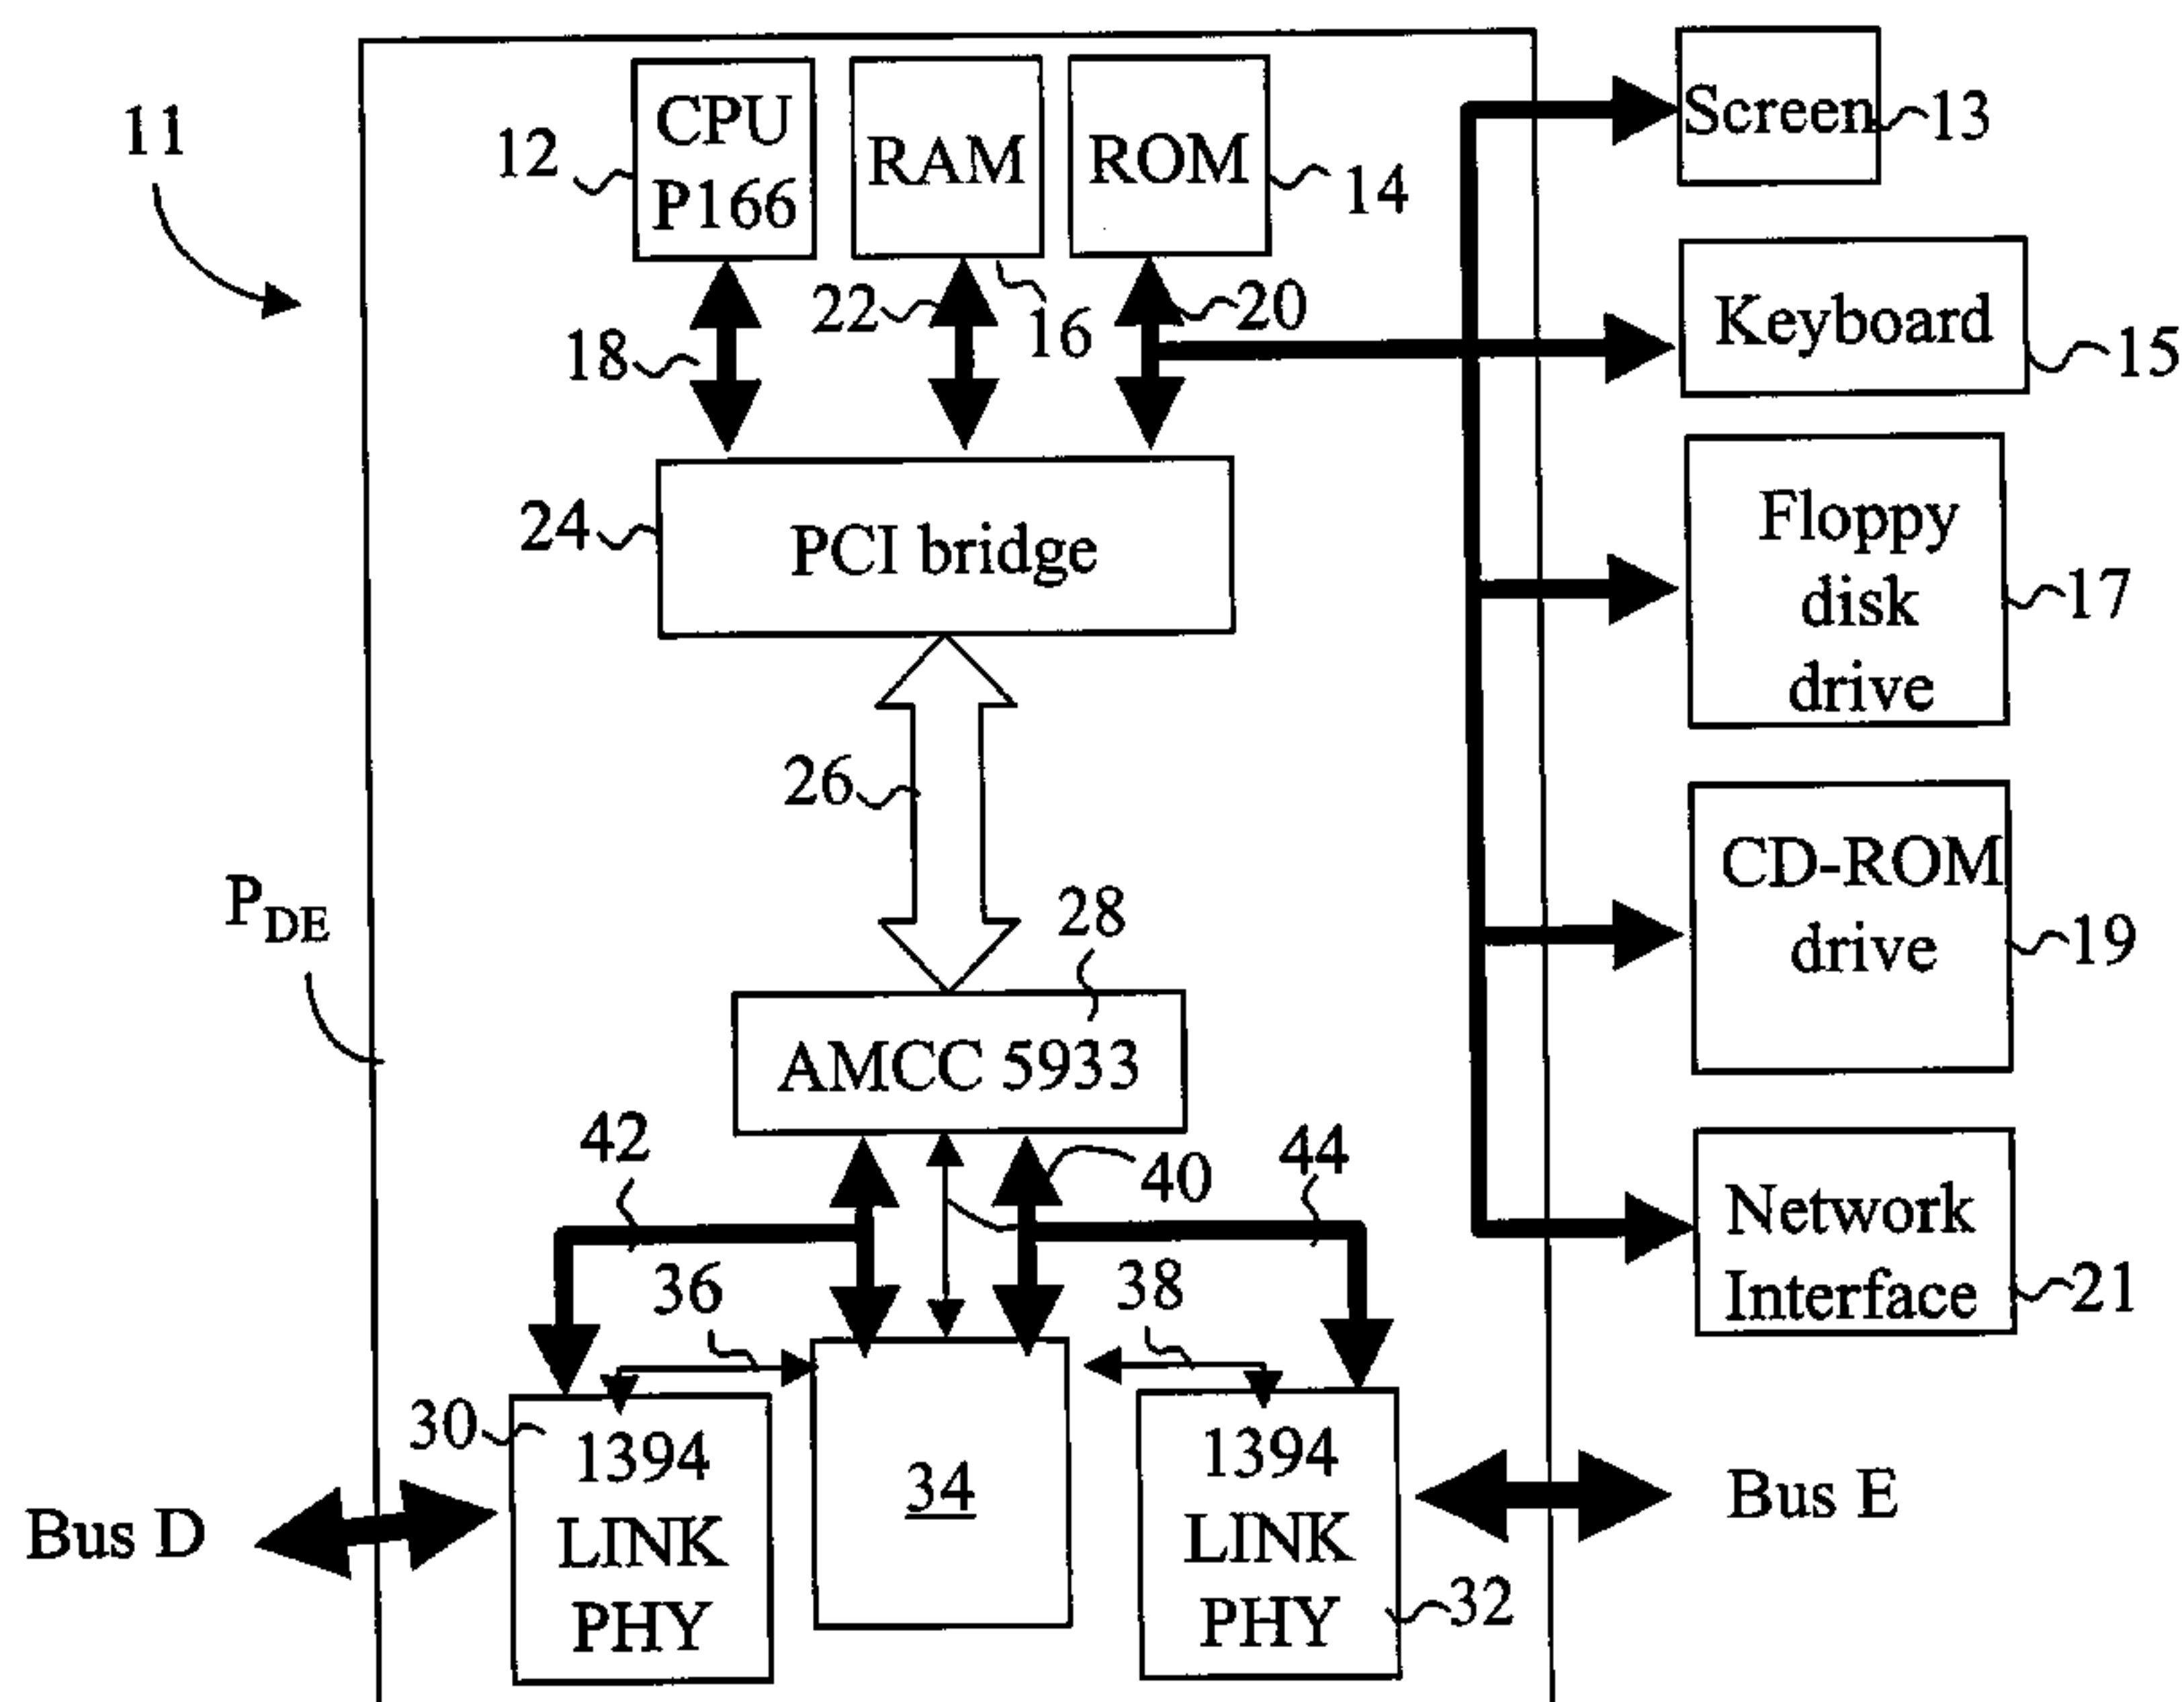 11
12
CPU
P166
RAM
ROM
14
Screen
13
18
22
16
20
Keyboard
15
24
PCI bridge
Floppy
disk
drive
17
26
CD-ROM
drive
19
P_DE
28
AMCC 5933
42
40
44
36
38
Network
Interface
21
30
1394
LINK
PHY
34
1394
LINK
PHY
32
Bus D
Bus E